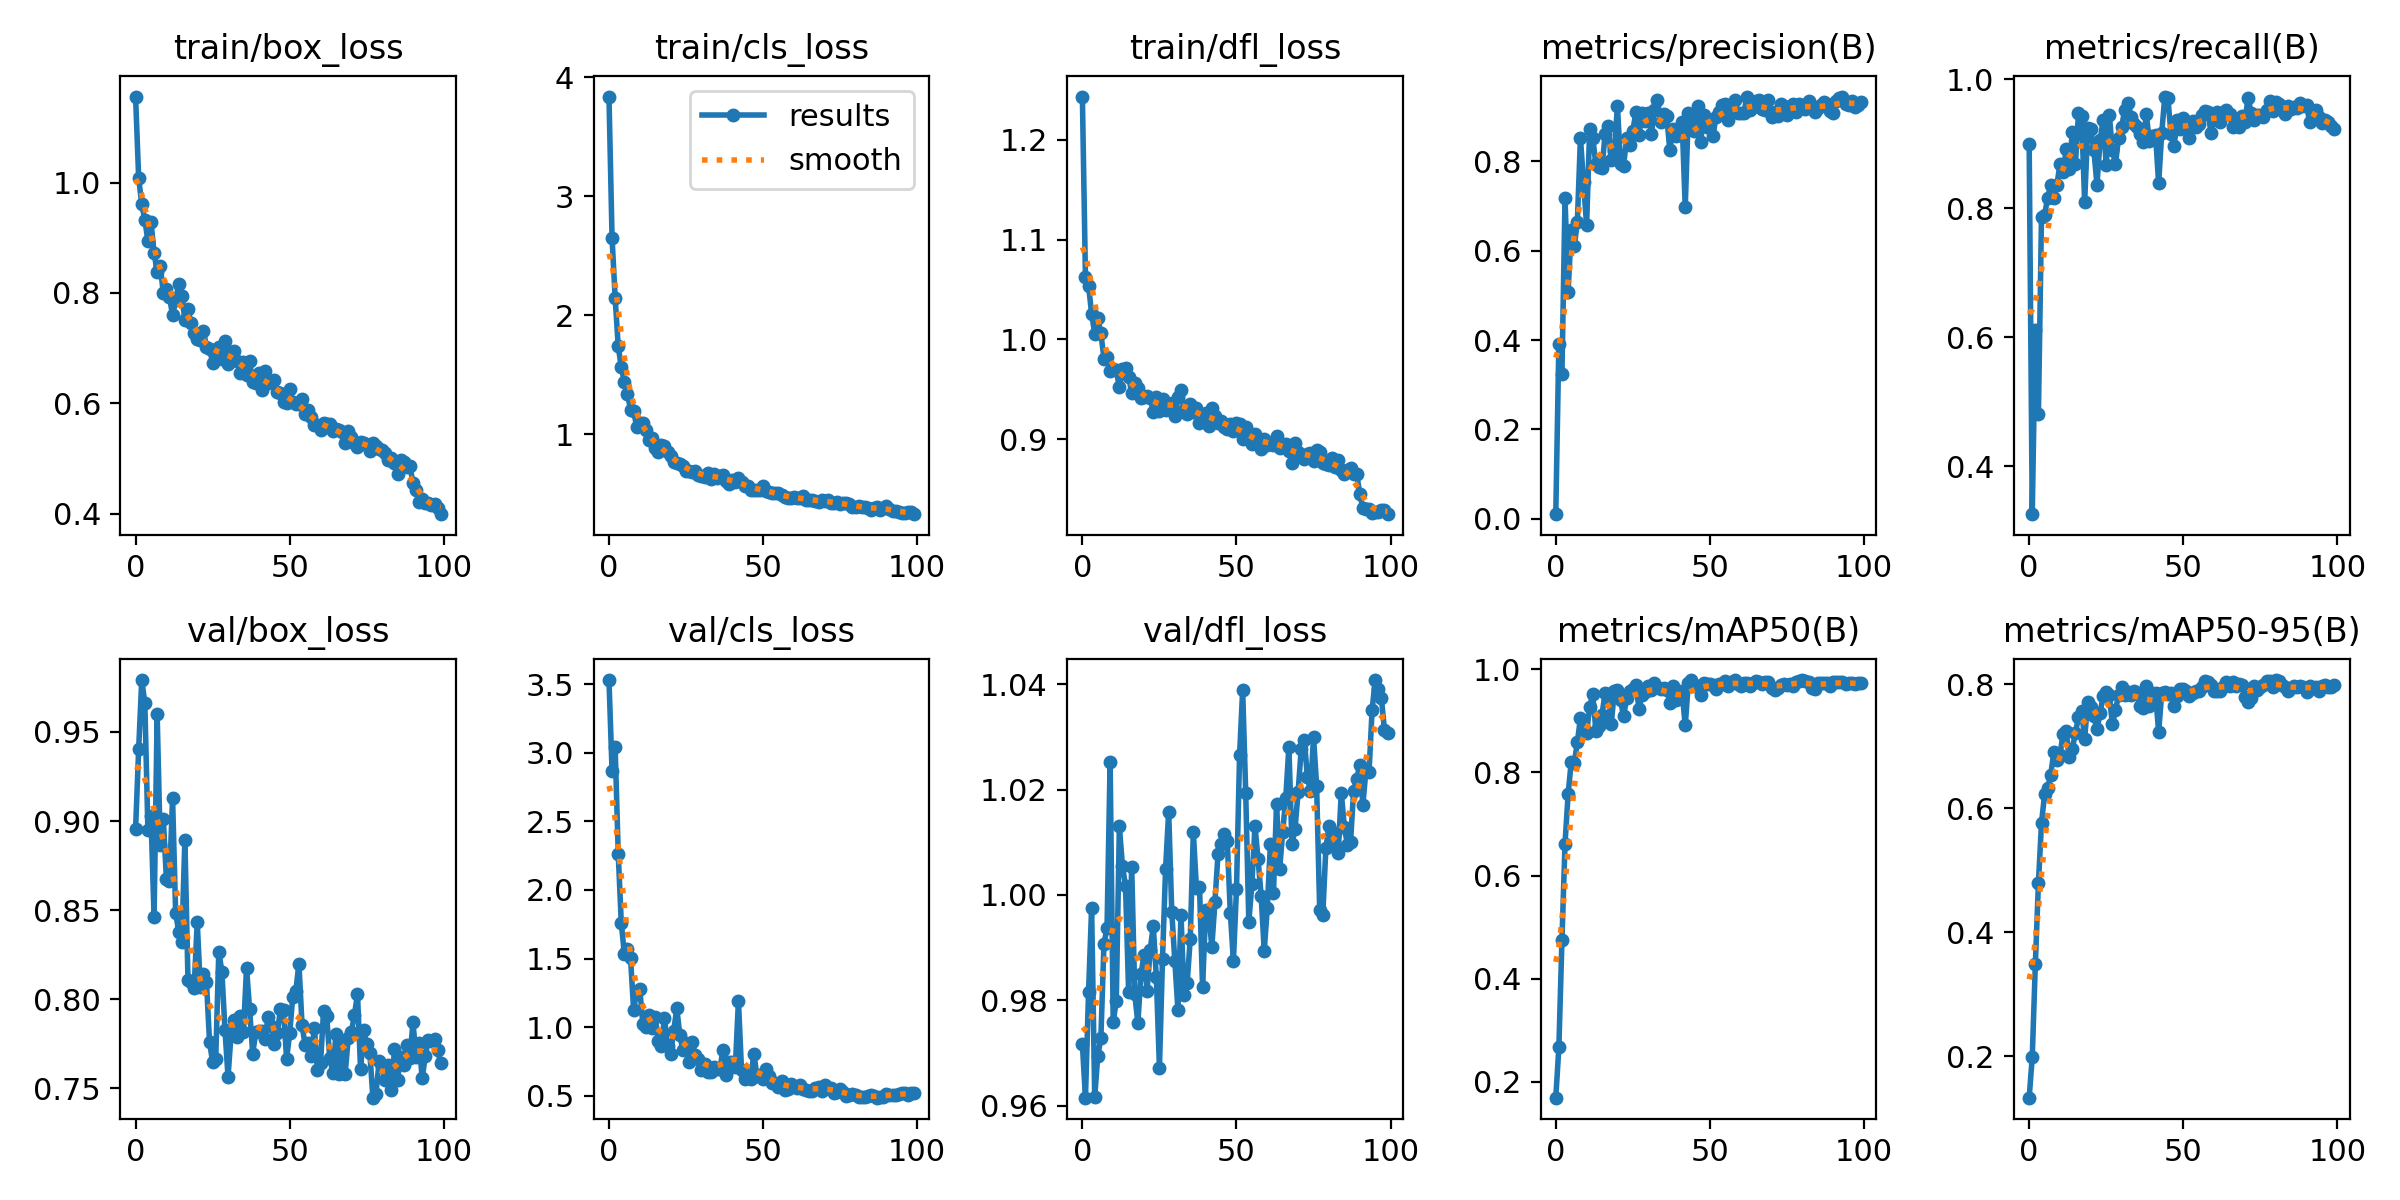 train/box_loss
1.0
0.8
0.6
0.4
0 50 100
train/cls_loss
results
smooth
4
3
2
1
0 50 100
train/dfl_loss
1.2
1.1
1.0
0.9
0 50 100
metrics/precision(B)
0.8
0.6
0.4
0.2
0.0
0 50 100
metrics/recall(B)
1.0
0.8
0.6
0.4
0 50 100
val/box_loss
0.95
0.90
0.85
0.80
0.75
0 50 100
val/cls_loss
3.5
3.0
2.5
2.0
1.5
1.0
0.5
0 50 100
val/dfl_loss
1.04
1.02
1.00
0.98
0.96
0 50 100
metrics/mAP50(B)
1.0
0.8
0.6
0.4
0.2
0 50 100
metrics/mAP50-95(B)
0.8
0.6
0.4
0.2
0 50 100